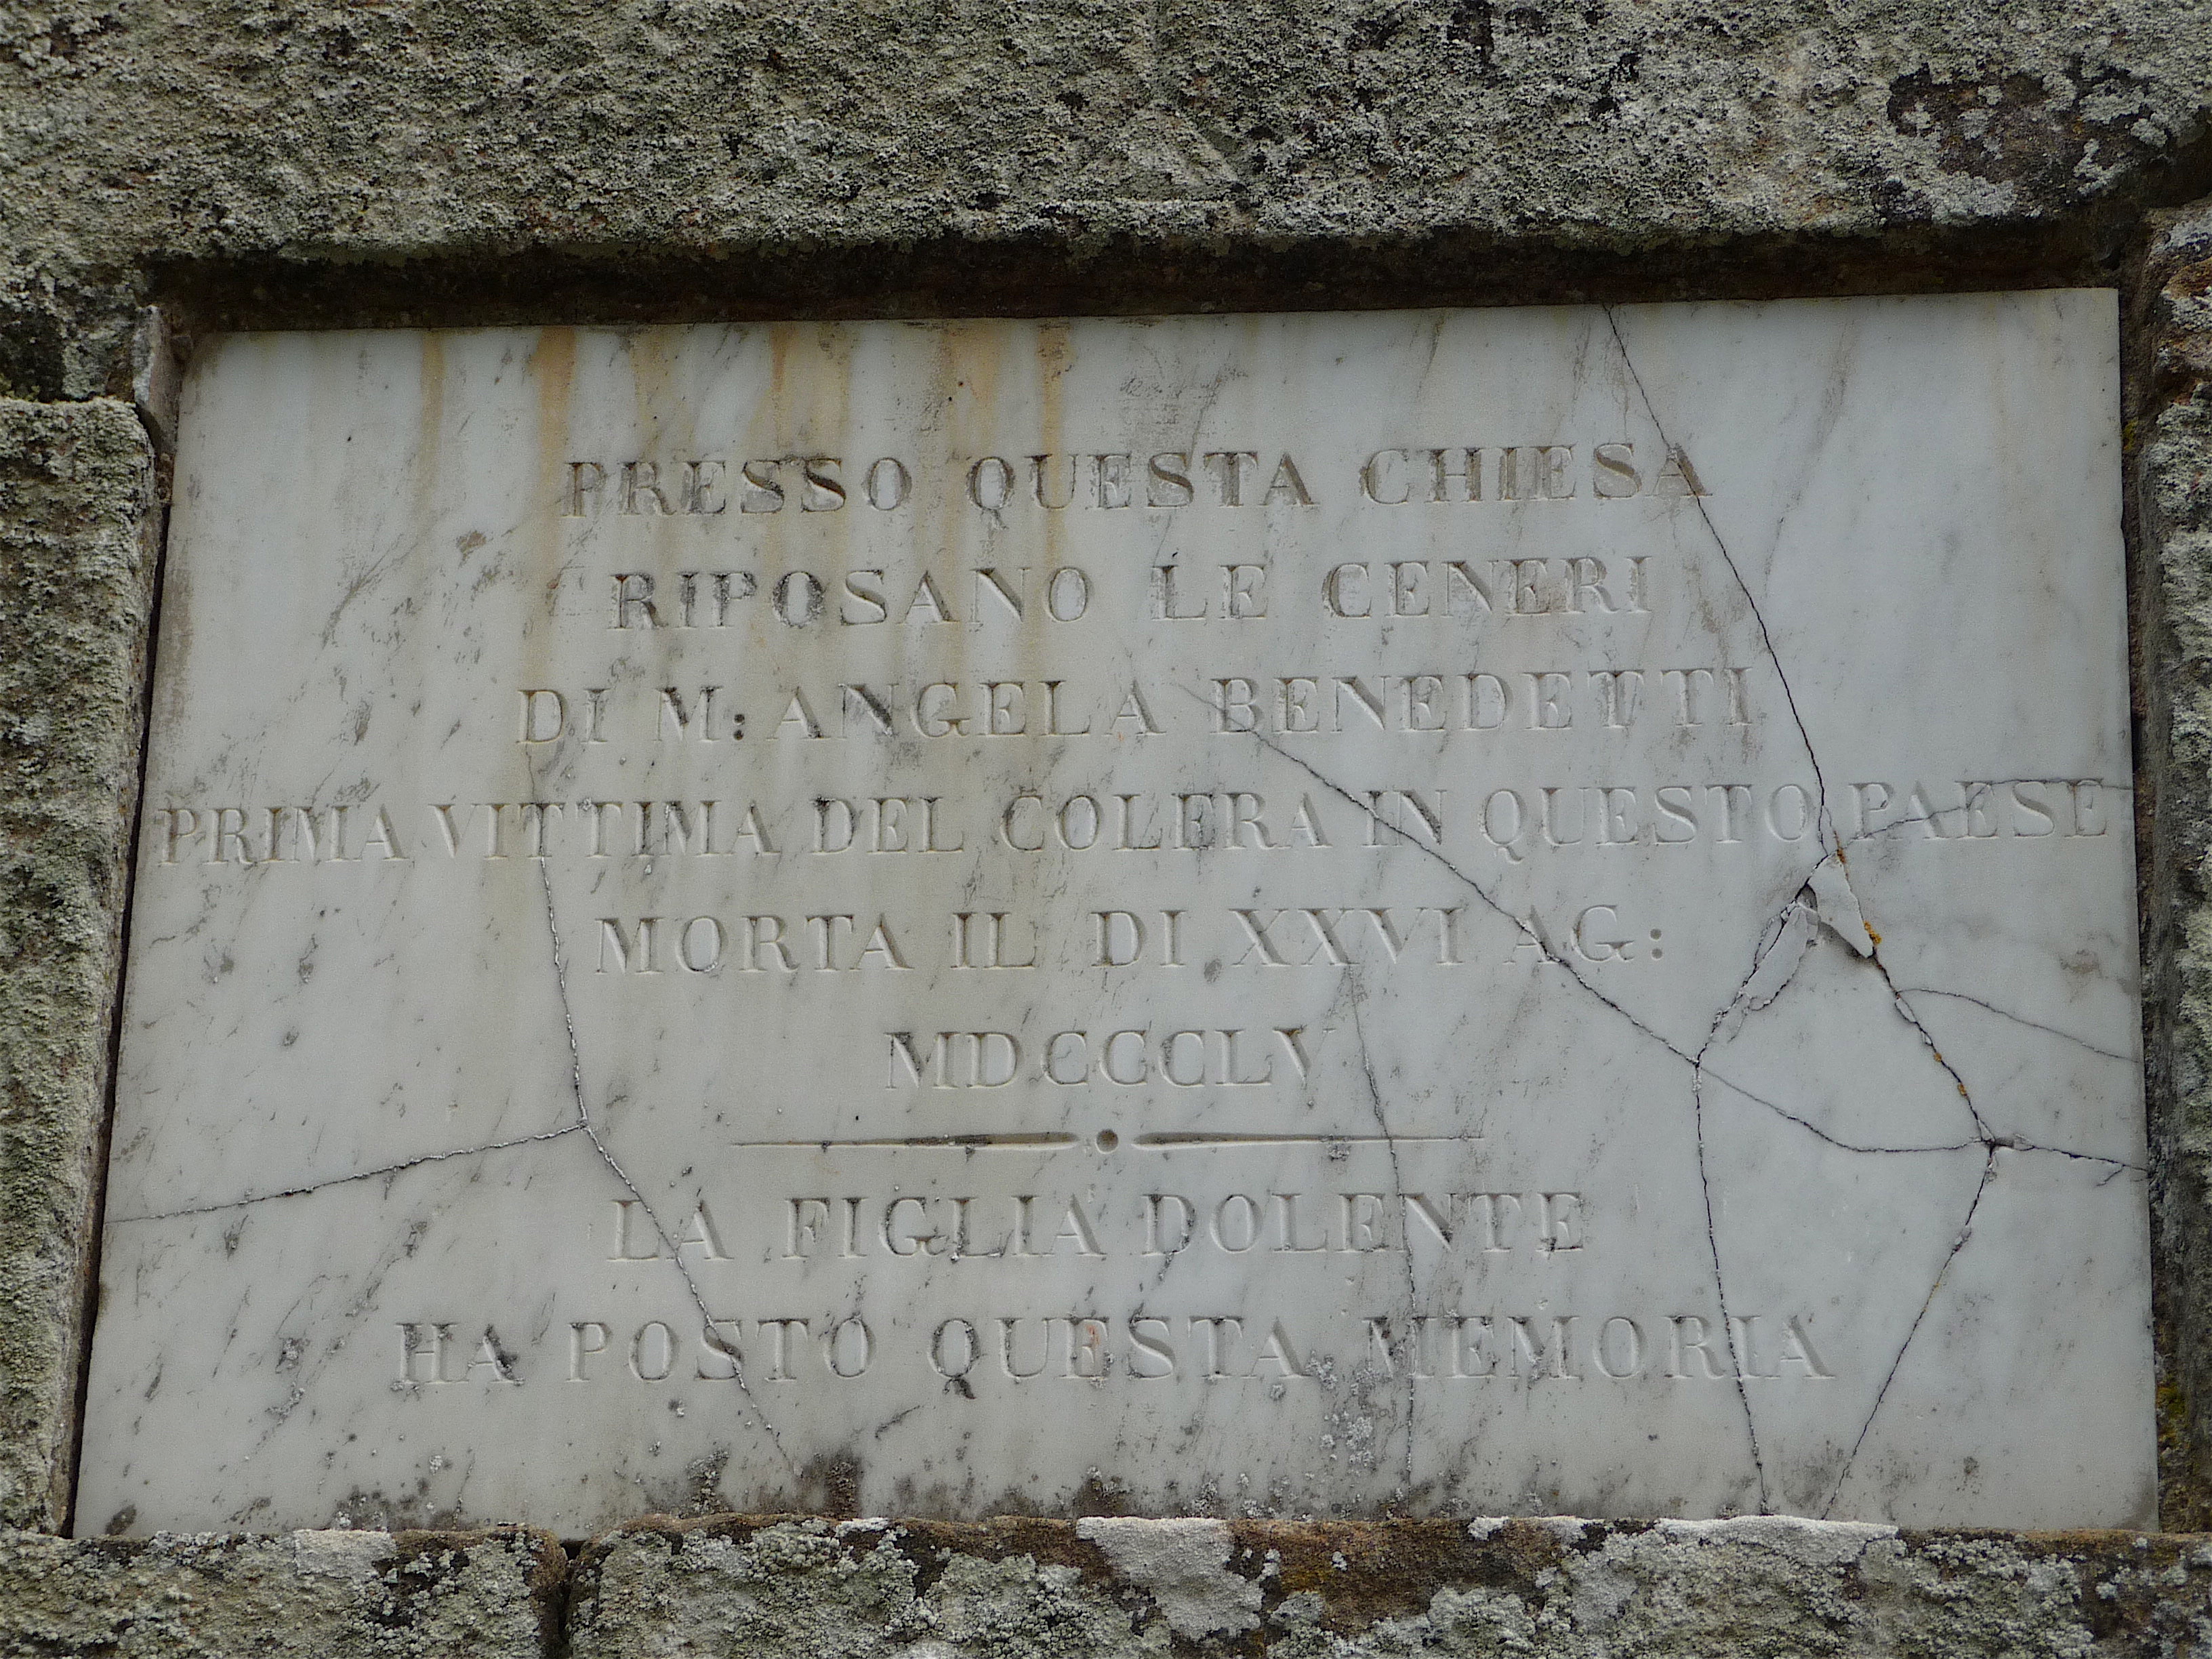 PRESSO QUESTA CHIESA
RIPOSANO LE CENERI
DI M: ANGELA BENEDETTI
PRIMA VITTIMA DEL COLERA IN QUESTO PAESE
MORTA IL DI XXVI AG:
MDCCCLV
LA FIGLIA DOLENTE
HA POSTO QUESTA MEMORIA